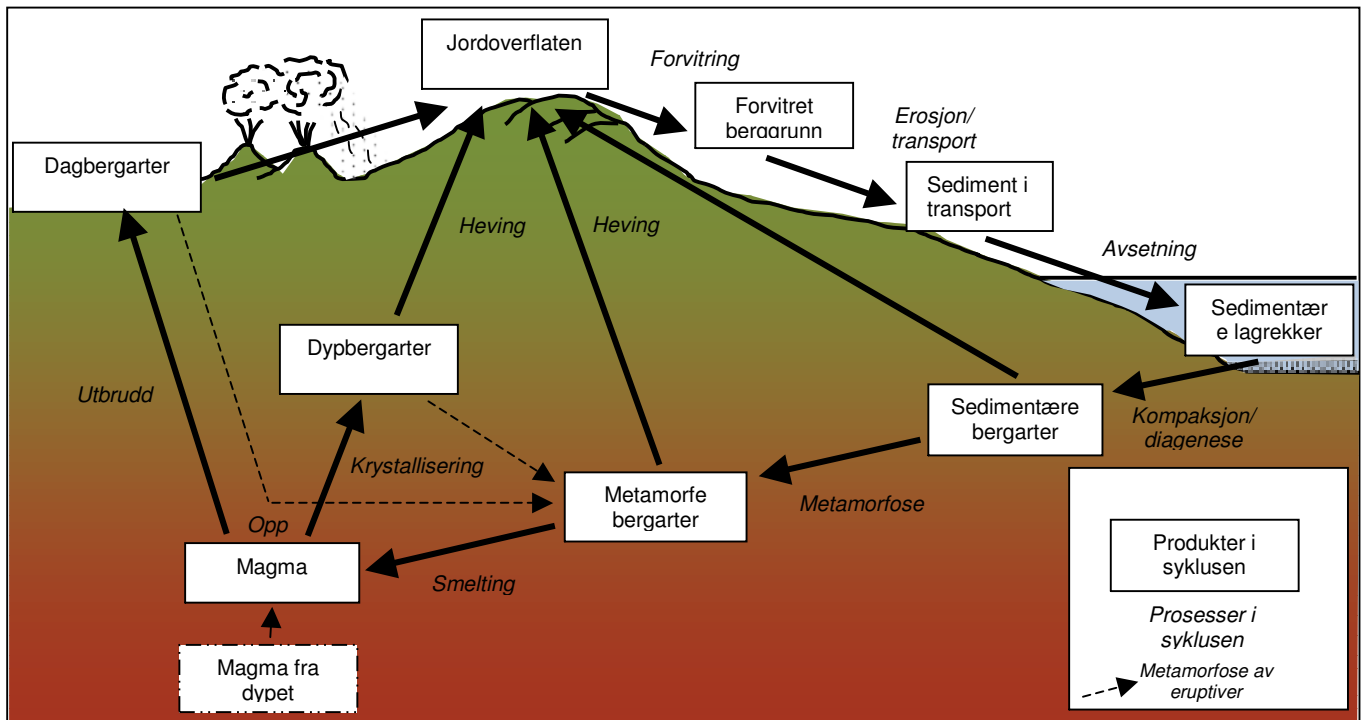 Jordoverflaten
Forvitring
Forvitret
berggrunn
Erosjon/
transport
Dagbergarter
Sediment i
transport
Heving
Heving
Avsetning
Sedimentær
e lagrekker
Dypbergarter
Utbrudd
Sedimentære
bergarter
Kompaksjon/
diagenese
Krystallisering
Metamorfe
bergarter
Metamorfose
Opp
Magma
Smelting
Magma fra
dypet
Produkter i
syklusen
Prosesser i
syklusen
Metamorfose av
eruptiver